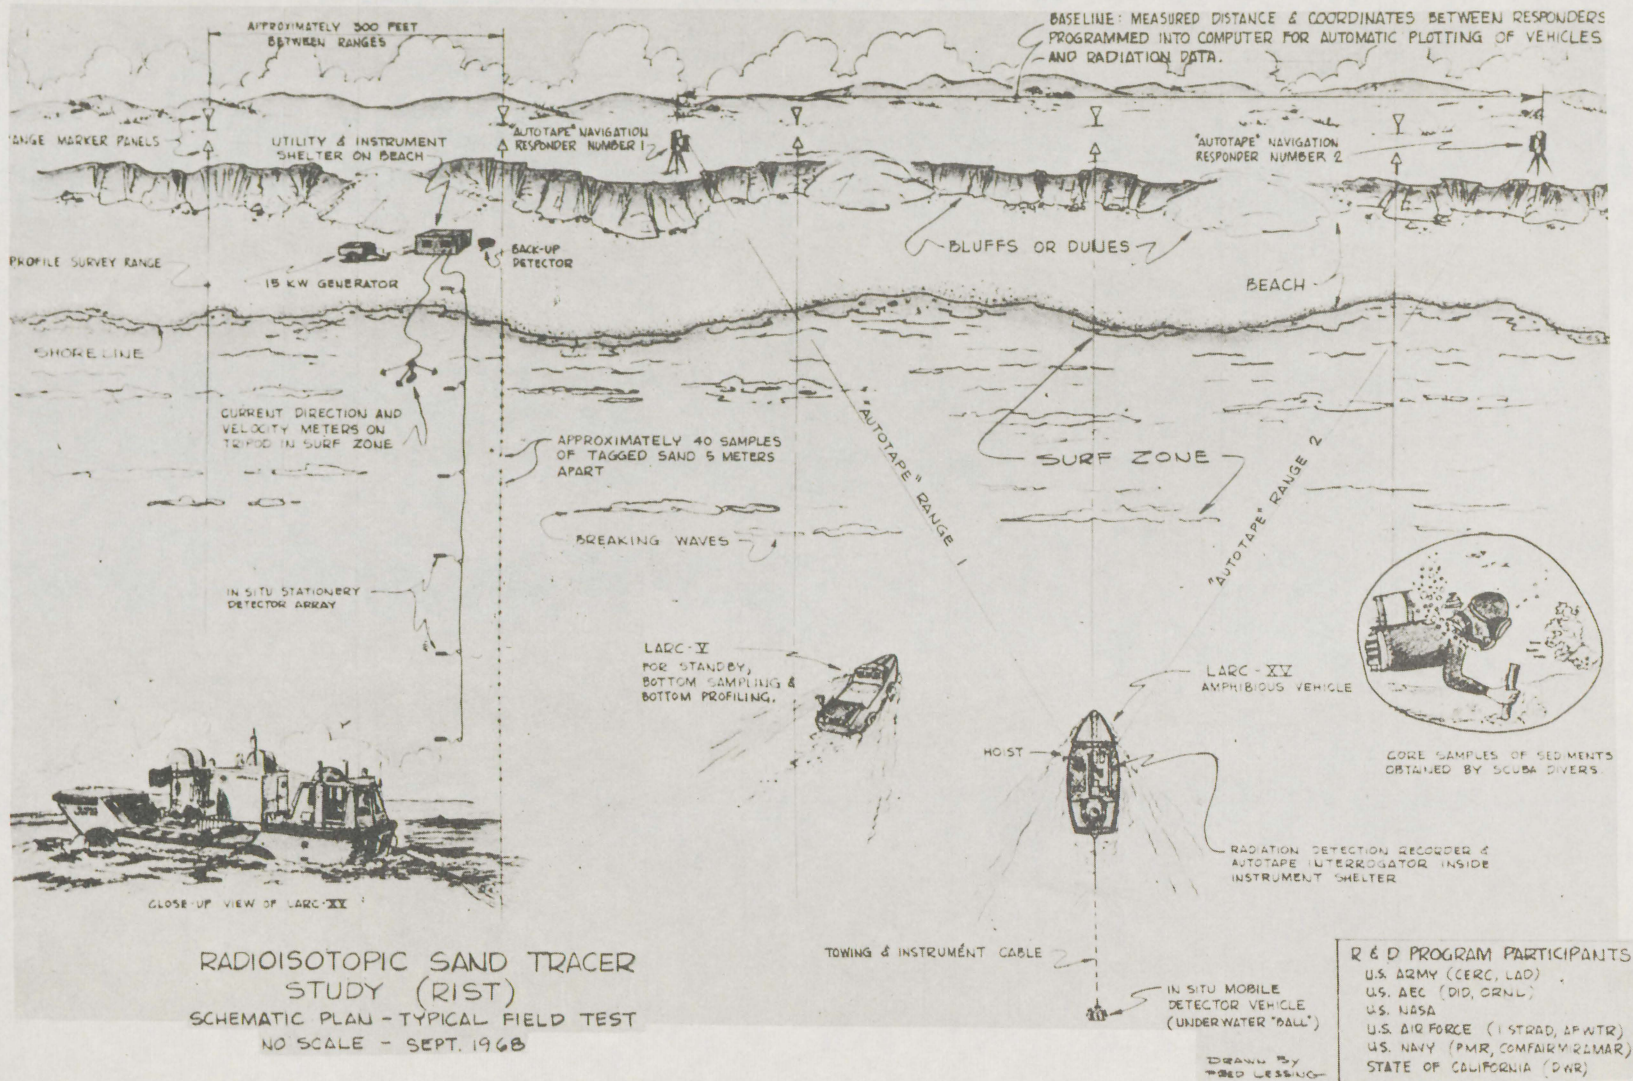 APPROXIMATELY 500 FEET
BETWEEN RANGES
BASELINE: MEASURED DISTANCE & COORDINATES BETWEEN RESPONDERS
PROGRAMMED INTO COMPUTER FOR AUTOMATIC PLOTTING OF VEHICLES
AND RADIATION DATA.
ANGE MARKER PANELS
UTILITY & INSTRUMENT
SHELTER ON BEACH
"AUTOTAPE" NAVIGATION
RESPONDER NUMBER 1
"AUTOTAPE" NAVIGATION
RESPONDER NUMBER 2
BLUFFS OR DUNES
BACK-UP
DETECTOR
PROFILE SURVEY RANGE
15 KW GENERATOR
BEACH
SHORELINE
CURRENT DIRECTION AND
VELOCITY METERS ON
TRIPOD IN SURF ZONE
APPROXIMATELY 40 SAMPLES
OF TAGGED SAND 5 METERS
APART
"AUTOTAPE" RANGE 1
SURF ZONE
"AUTOTAPE" RANGE 2
BREAKING WAVES
IN SITU STATIONERY
DETECTOR ARRAY
LARC-V
FOR STANDBY,
BOTTOM SAMPLING &
BOTTOM PROFILING.
LARC-XV
AMPHIBIOUS VEHICLE
HOIST
CORE SAMPLES OF SEDIMENTS
OBTAINED BY SCUBA DIVERS.
RADIATION DETECTION RECORDER &
AUTOTAPE INTERROGATOR INSIDE
INSTRUMENT SHELTER
CLOSE-UP VIEW OF LARC-XV
TOWING & INSTRUMENT CABLE
IN SITU MOBILE
DETECTOR VEHICLE
(UNDERWATER "BALL")
RADIOISOTOPIC SAND TRACER
STUDY (RIST)
SCHEMATIC PLAN - TYPICAL FIELD TEST
NO SCALE - SEPT. 1968
DRAWN BY
FRED LESSING
R & D PROGRAM PARTICIPANTS
U.S. ARMY (CERC, LAD)
U.S. AEC (DID, ORNL)
U.S. NASA
U.S. AIR FORCE (1 STRAD, AFWTR)
U.S. NAVY (PMR, COMFAIRMIRAMAR)
STATE OF CALIFORNIA (DWR)